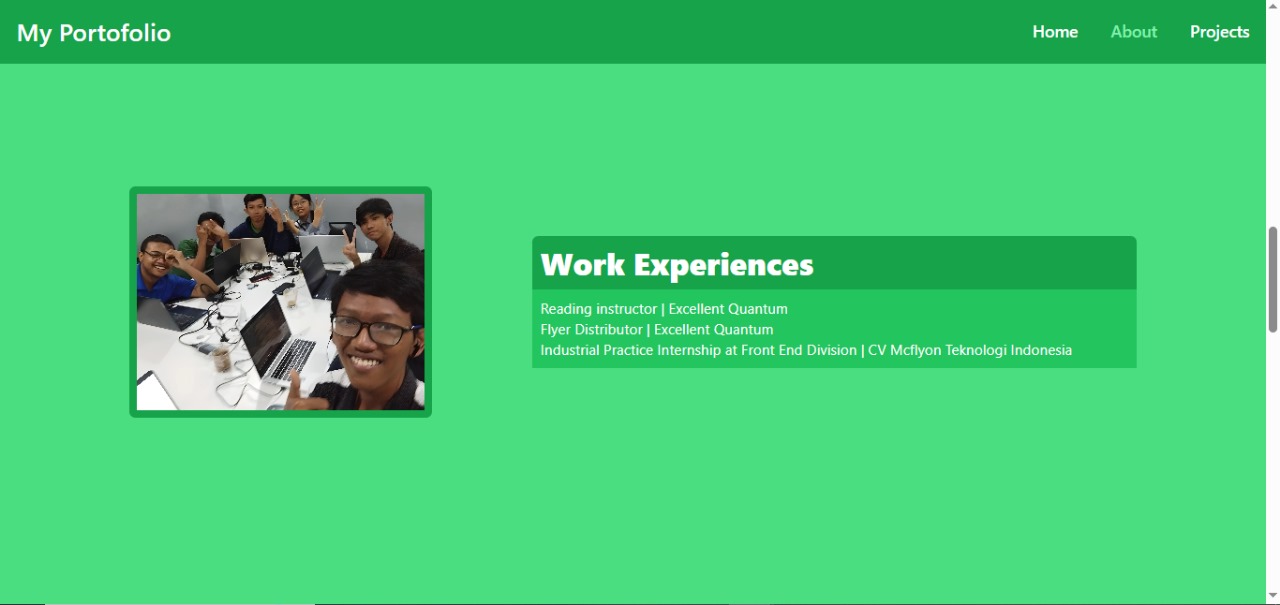 My Portofolio
Home About Projects
Work Experiences
Reading instructor | Excellent Quantum
Flyer Distributor | Excellent Quantum
Industrial Practice Internship at Front End Division | CV Mcflyon Teknologi Indonesia